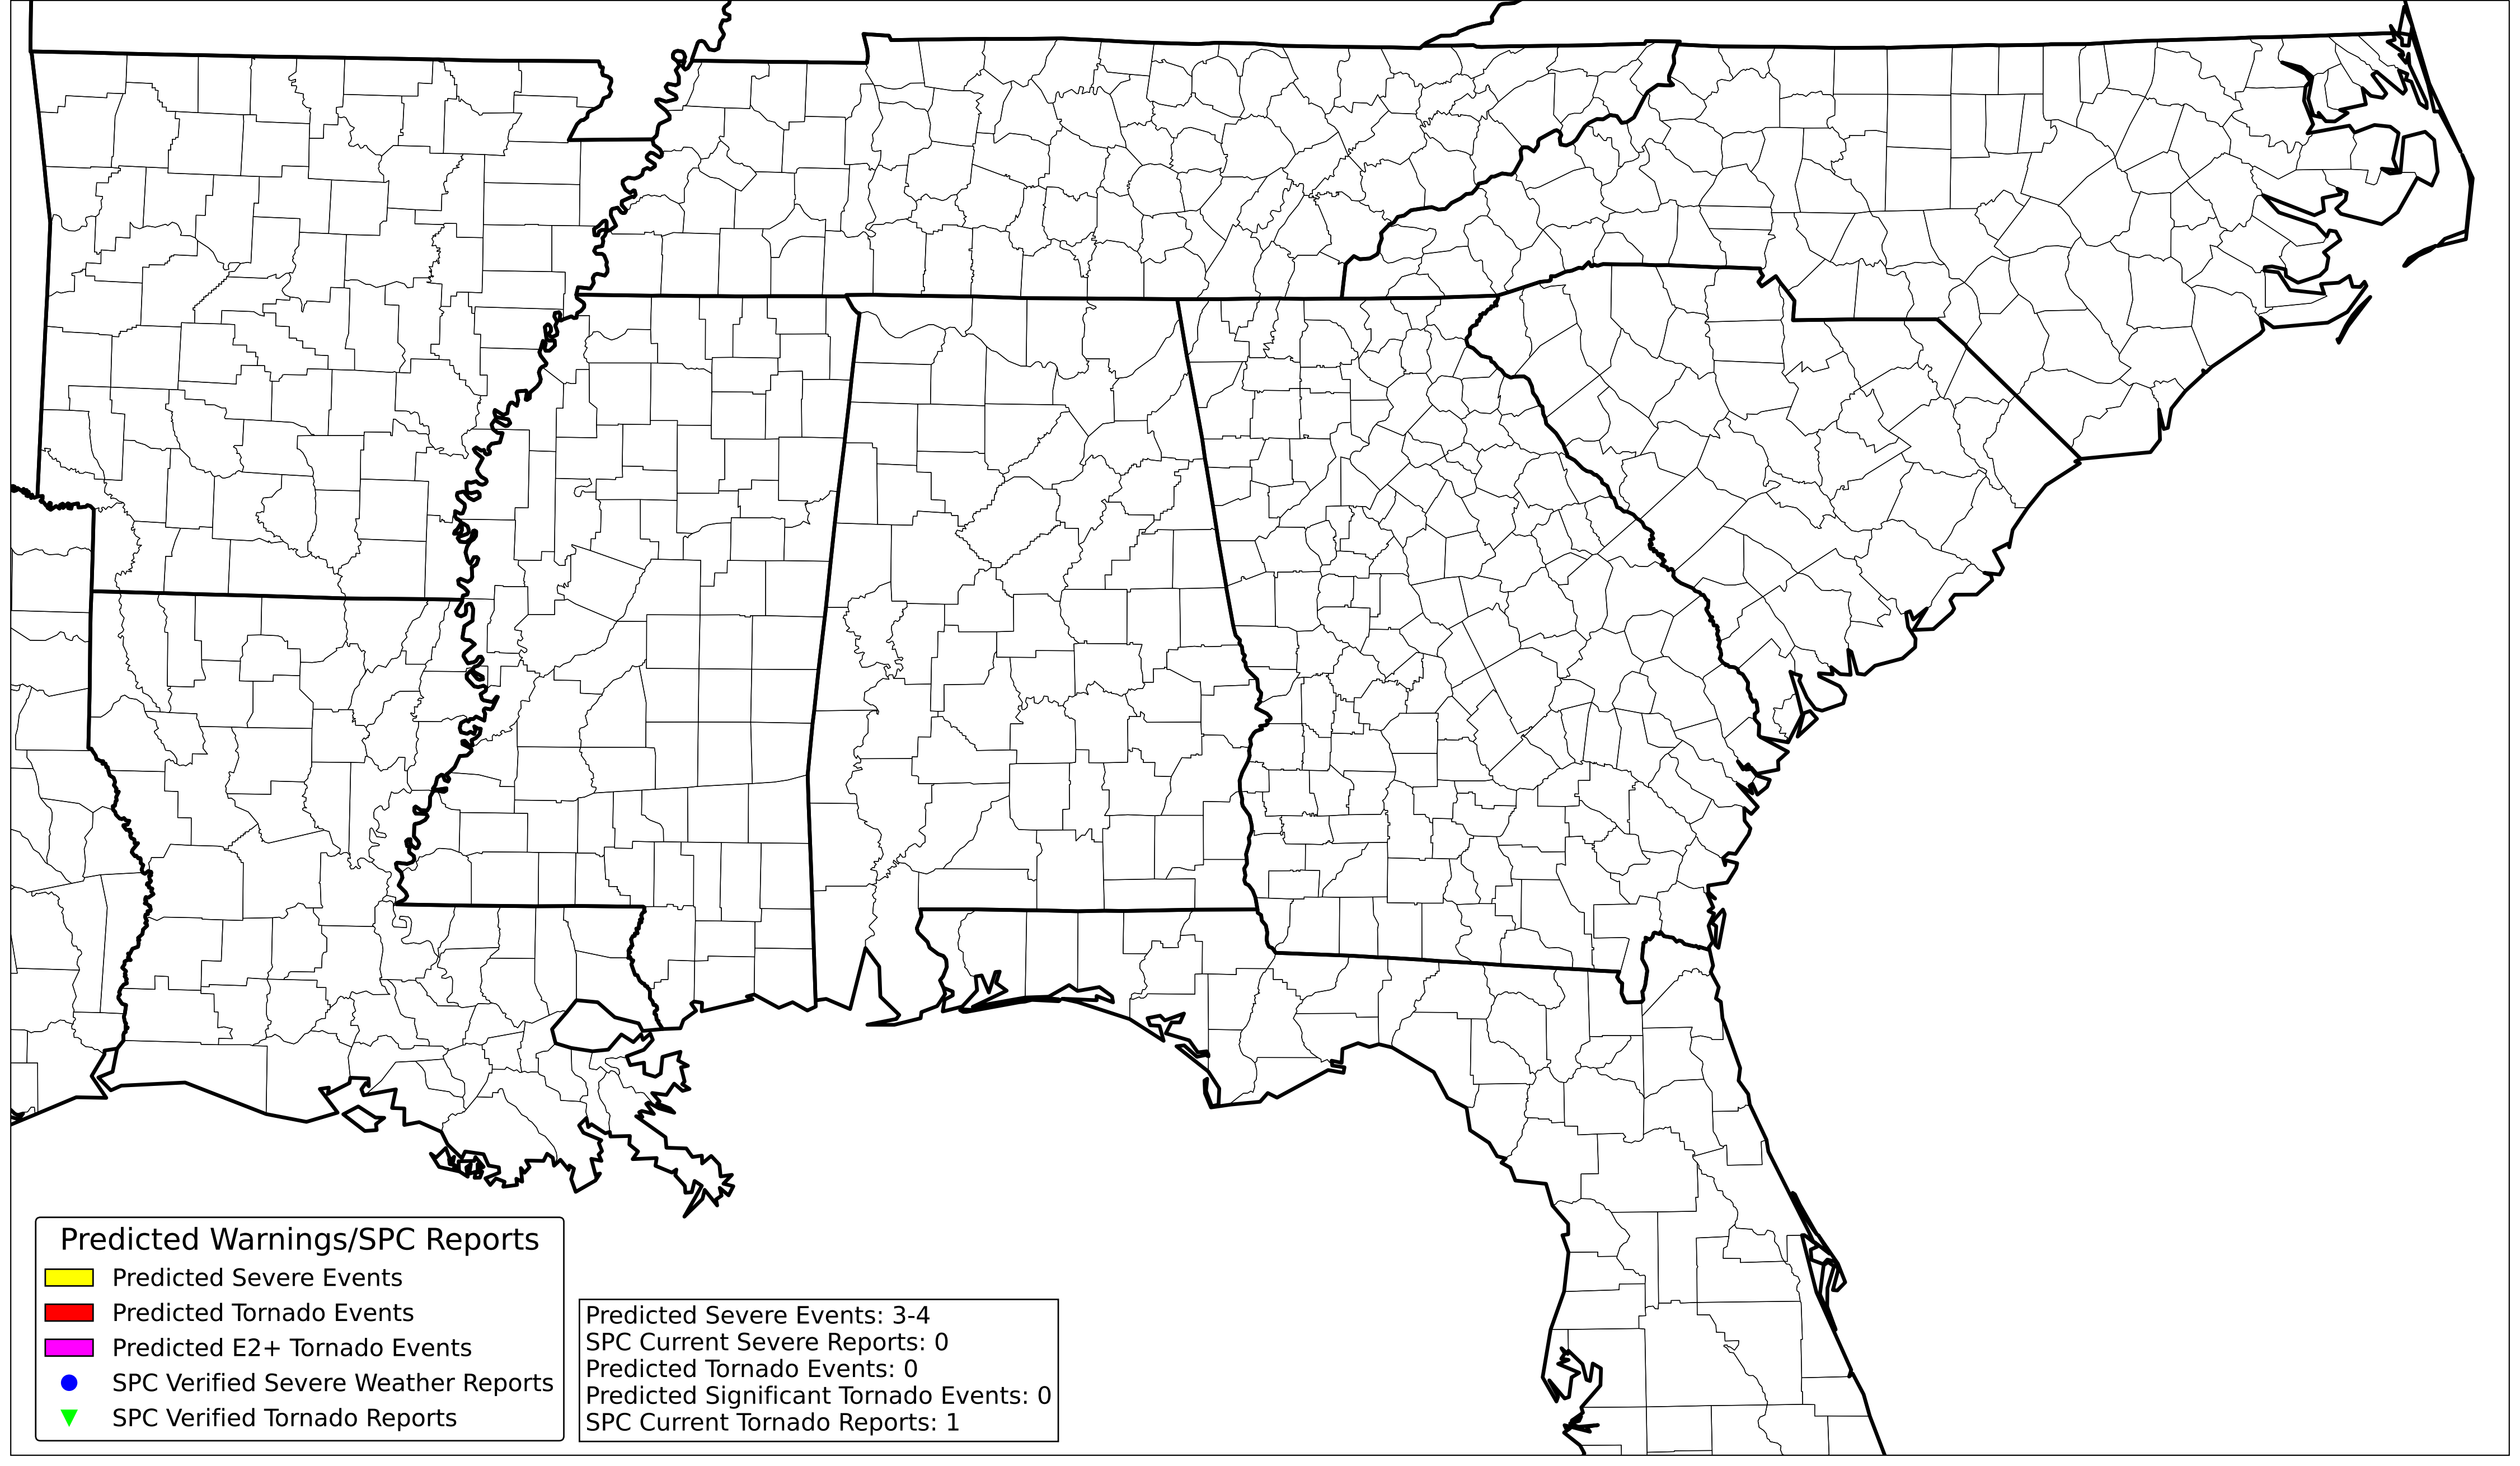 Predicted Warnings/SPC Reports
Predicted Severe Events
Predicted Tornado Events
Predicted E2+ Tornado Events
SPC Verified Severe Weather Reports
SPC Verified Tornado Reports
Predicted Severe Events: 3-4
SPC Current Severe Reports: 0
Predicted Tornado Events: 0
Predicted Significant Tornado Events: 0
SPC Current Tornado Reports: 1